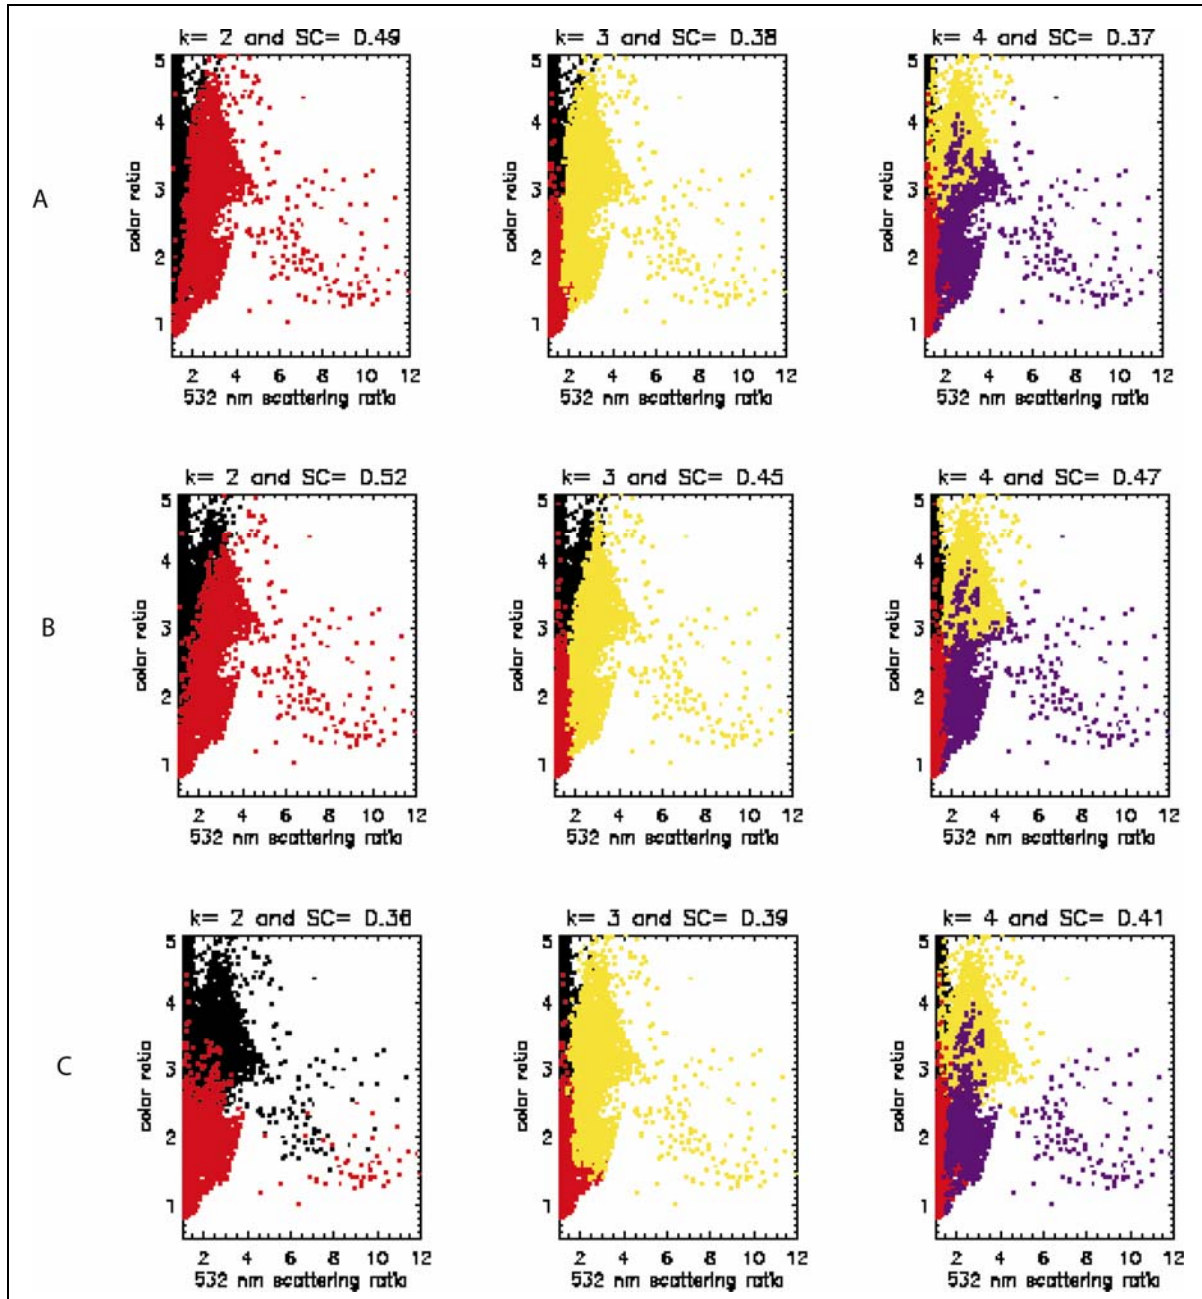 k= 2 and SC= 0.49
k= 3 and SC= 0.38
k= 4 and SC= 0.37
A
color ratio
5
4
3
2
1
2 4 6 8 10 12
532 nm scattering ratio
color ratio
5
4
3
2
1
2 4 6 8 10 12
532 nm scattering ratio
color ratio
5
4
3
2
1
2 4 6 8 10 12
532 nm scattering ratio
k= 2 and SC= 0.52
k= 3 and SC= 0.45
k= 4 and SC= 0.47
B
color ratio
5
4
3
2
1
2 4 6 8 10 12
532 nm scattering ratio
color ratio
5
4
3
2
1
2 4 6 8 10 12
532 nm scattering ratio
color ratio
5
4
3
2
1
2 4 6 8 10 12
532 nm scattering ratio
k= 2 and SC= 0.36
k= 3 and SC= 0.39
k= 4 and SC= 0.41
C
color ratio
5
4
3
2
1
2 4 6 8 10 12
532 nm scattering ratio
color ratio
5
4
3
2
1
2 4 6 8 10 12
532 nm scattering ratio
color ratio
5
4
3
2
1
2 4 6 8 10 12
532 nm scattering ratio